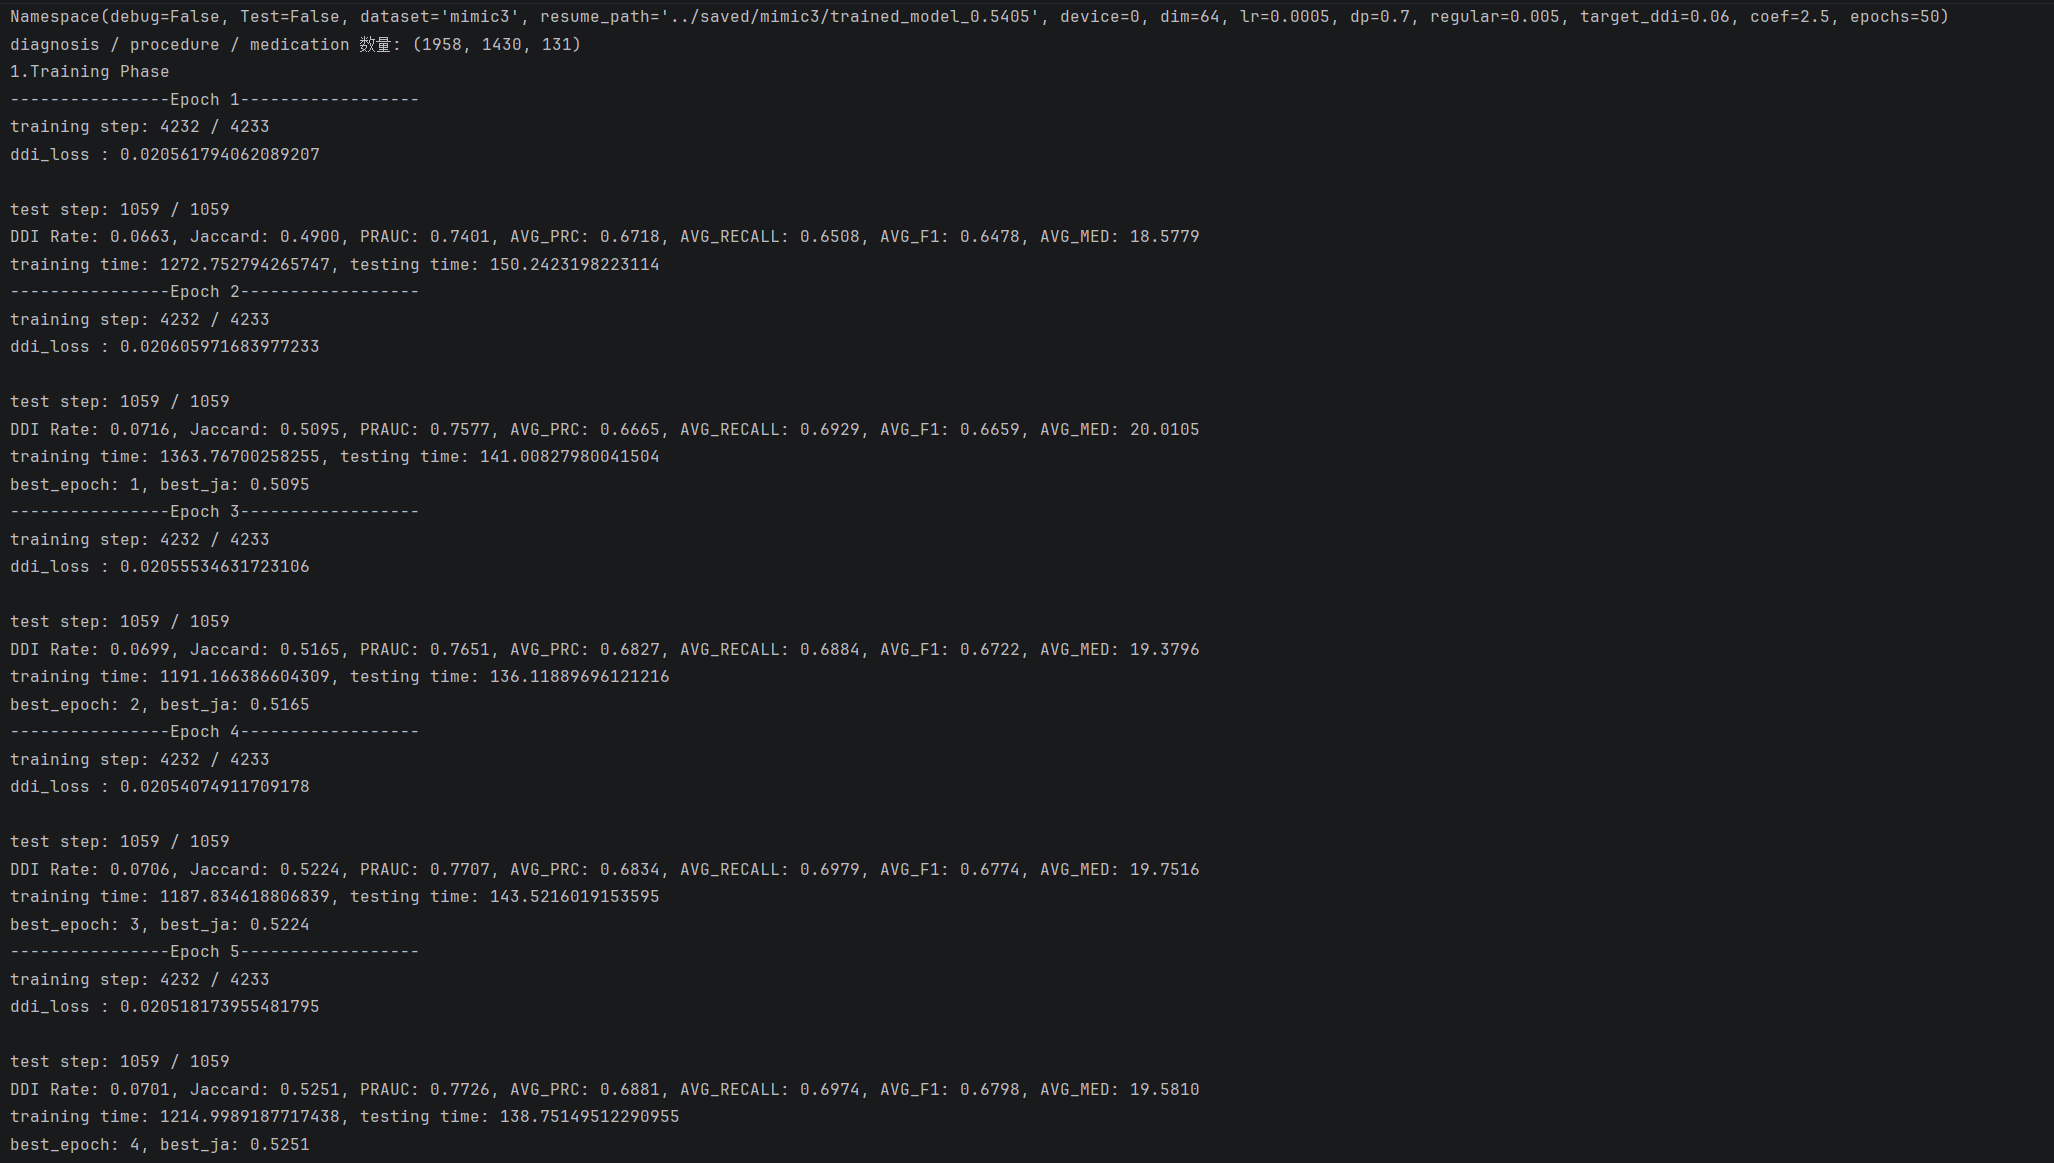 Namespace(debug=False, Test=False, dataset='mimic3', resume_path='../saved/mimic3/trained_model_0.5405', device=0, dim=64, lr=0.0005, dp=0.7, regular=0.005, target_ddi=0.06, coef=2.5, epochs=50)
diagnosis / procedure / medication 数量: (1958, 1430, 131)
1.Training Phase
----------------Epoch 1------------------
training step: 4232 / 4233
ddi_loss : 0.020561794062089207
test step: 1059 / 1059
DDI Rate: 0.0663, Jaccard: 0.4900, PRAUC: 0.7401, AVG_PRC: 0.6718, AVG_RECALL: 0.6508, AVG_F1: 0.6478, AVG_MED: 18.5779
training time: 1272.752794265747, testing time: 150.2423198223114
----------------Epoch 2------------------
training step: 4232 / 4233
ddi_loss : 0.020605971683977233
test step: 1059 / 1059
DDI Rate: 0.0716, Jaccard: 0.5095, PRAUC: 0.7577, AVG_PRC: 0.6665, AVG_RECALL: 0.6929, AVG_F1: 0.6659, AVG_MED: 20.0105
training time: 1363.76700258255, testing time: 141.00827980041504
best_epoch: 1, best_ja: 0.5095
----------------Epoch 3------------------
training step: 4232 / 4233
ddi_loss : 0.02055534631723106
test step: 1059 / 1059
DDI Rate: 0.0699, Jaccard: 0.5165, PRAUC: 0.7651, AVG_PRC: 0.6827, AVG_RECALL: 0.6884, AVG_F1: 0.6722, AVG_MED: 19.3796
training time: 1191.166386604309, testing time: 136.11889696121216
best_epoch: 2, best_ja: 0.5165
----------------Epoch 4------------------
training step: 4232 / 4233
ddi_loss : 0.02054074911709178
test step: 1059 / 1059
DDI Rate: 0.0706, Jaccard: 0.5224, PRAUC: 0.7707, AVG_PRC: 0.6834, AVG_RECALL: 0.6979, AVG_F1: 0.6774, AVG_MED: 19.7516
training time: 1187.834618806839, testing time: 143.5216019153595
best_epoch: 3, best_ja: 0.5224
----------------Epoch 5------------------
training step: 4232 / 4233
ddi_loss : 0.020518173955481795
test step: 1059 / 1059
DDI Rate: 0.0701, Jaccard: 0.5251, PRAUC: 0.7726, AVG_PRC: 0.6881, AVG_RECALL: 0.6974, AVG_F1: 0.6798, AVG_MED: 19.5810
training time: 1214.9989187717438, testing time: 138.75149512290955
best_epoch: 4, best_ja: 0.5251